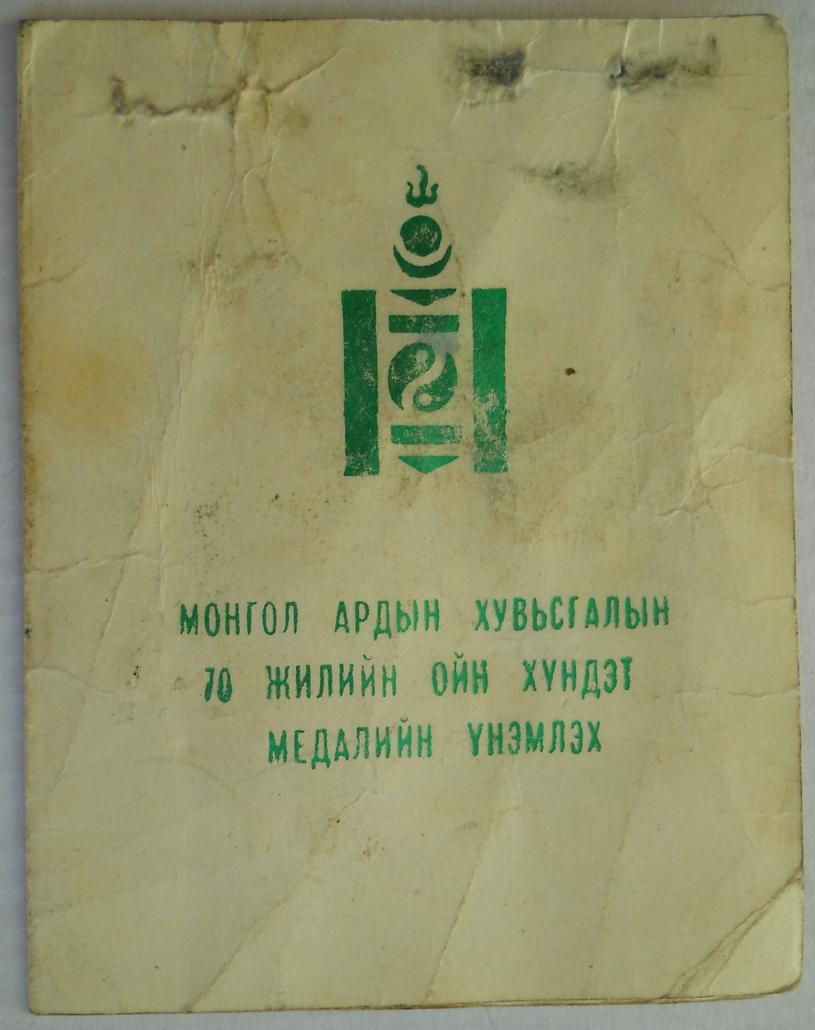 МОНГОЛ АРДЫН ХУВЬСГАЛЫН
70 ЖИЛИЙН ОЙН ХҮНДЭТ
МЕДАЛИЙН ҮНЭМЛЭХ